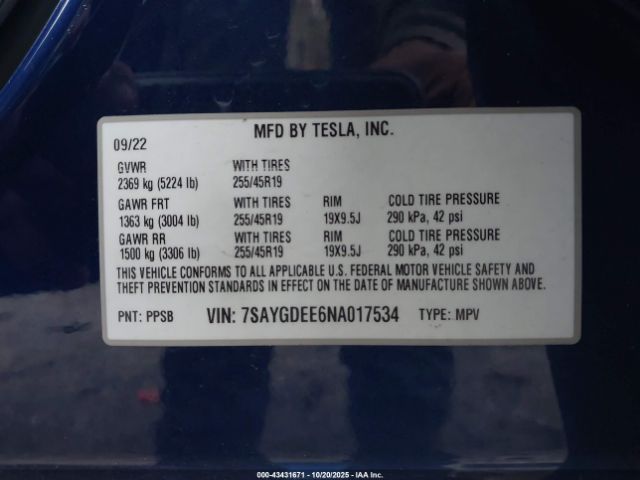 MFD BY TESLA, INC.
09/22
GVWR WITH TIRES
2369 kg (5224 lb) 255/45R19
GAWR FRT WITH TIRES RIM COLD TIRE PRESSURE
1363 kg (3004 lb) 255/45R19 19X9.5J 290 kPa, 42 psi
GAWR RR WITH TIRES RIM COLD TIRE PRESSURE
1500 kg (3306 lb) 255/45R19 19X9.5J 290 kPa, 42 psi
THIS VEHICLE CONFORMS TO ALL APPLICABLE U.S. FEDERAL MOTOR VEHICLE SAFETY AND
THEFT PREVENTION STANDARDS IN EFFECT ON THE DATE OF MANUFACTURE SHOWN ABOVE.
PNT: PPSB VIN: 7SAYGDEE6NA017534 TYPE: MPV
000-43431671 - 10/20/2025 - IAA Inc.